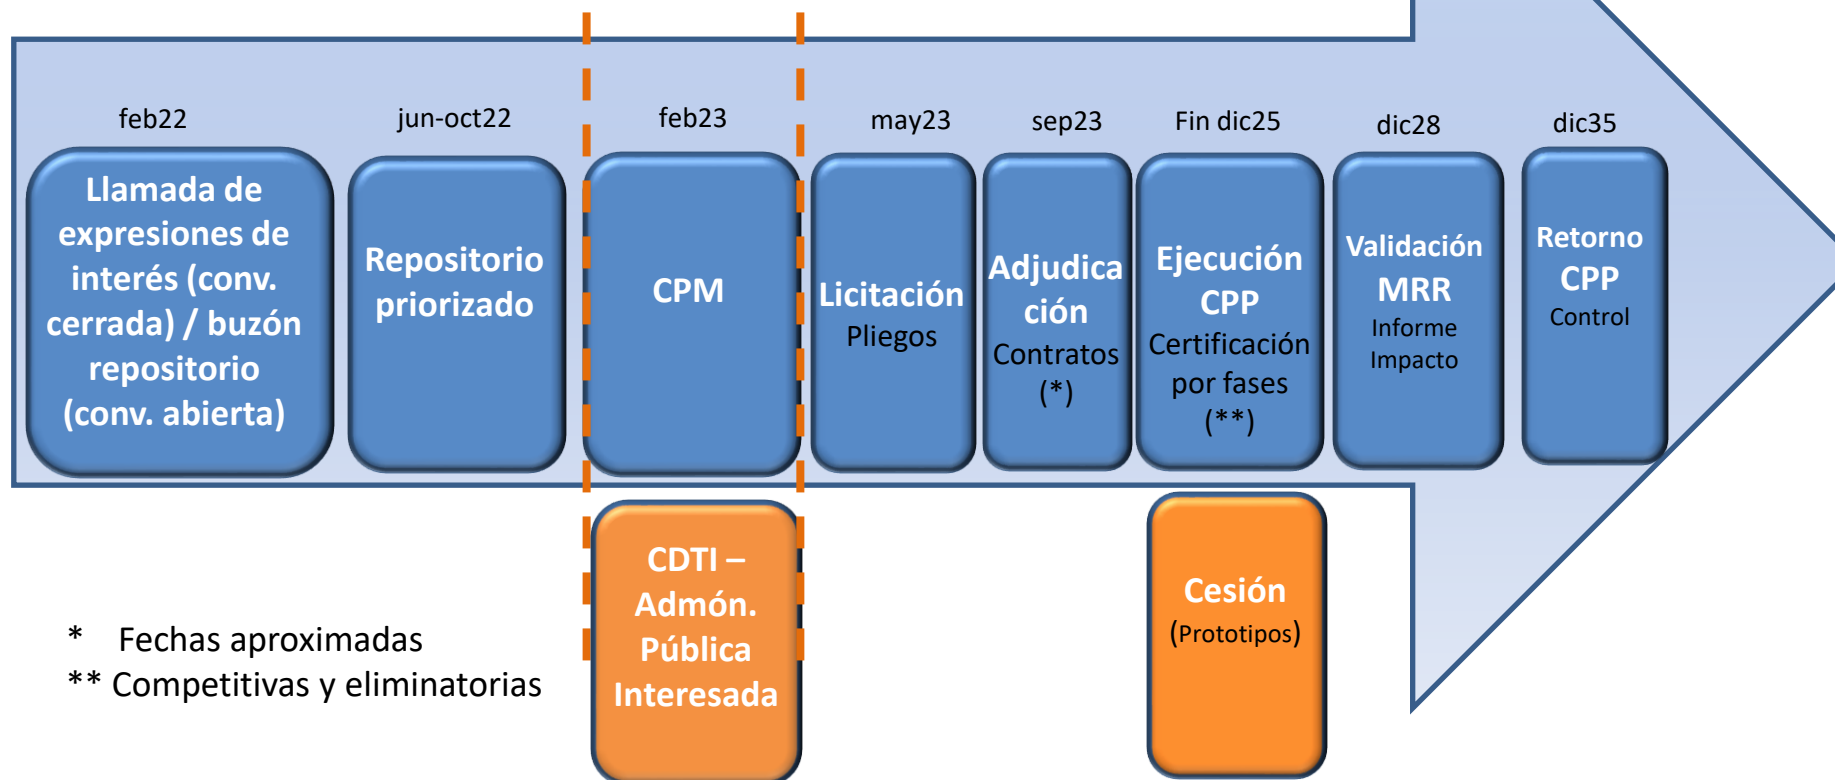 feb22
jun-oct22
feb23
may23
sep23
Fin dic25
dic28
dic35
Llamada de
expresiones de
interés (conv.
cerrada) / buzón
repositorio
(conv. abierta)
Repositorio
priorizado
CPM
Licitación
Pliegos
Adjudica
ción
Contratos
(*)
Ejecución
CPP
Certificación
por fases
(**)
Validación
MRR
Informe
Impacto
Retorno
CPP
Control
CDTI –
Admón.
Pública
Interesada
Cesión
(Prototipos)
* Fechas aproximadas
** Competitivas y eliminatorias